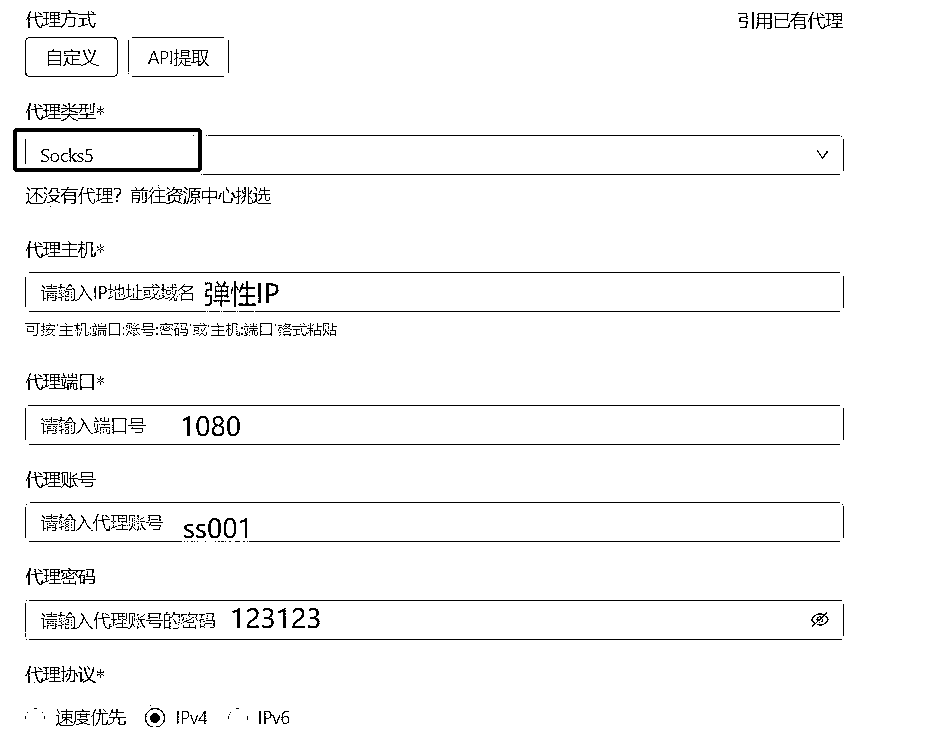 代理方式 引用已有代理
自定义 API提取
代理类型*
Socks5
还没有代理？前往资源中心挑选
代理主机*
请输入IP地址或域名 弹性IP
可按'主机:端口:账号:密码'或'主机:端口'格式粘贴
代理端口*
请输入端口号 1080
代理账号
请输入代理账号 ss001
代理密码
请输入代理账号的密码 123123
代理协议*
速度优先 IPv4 IPv6